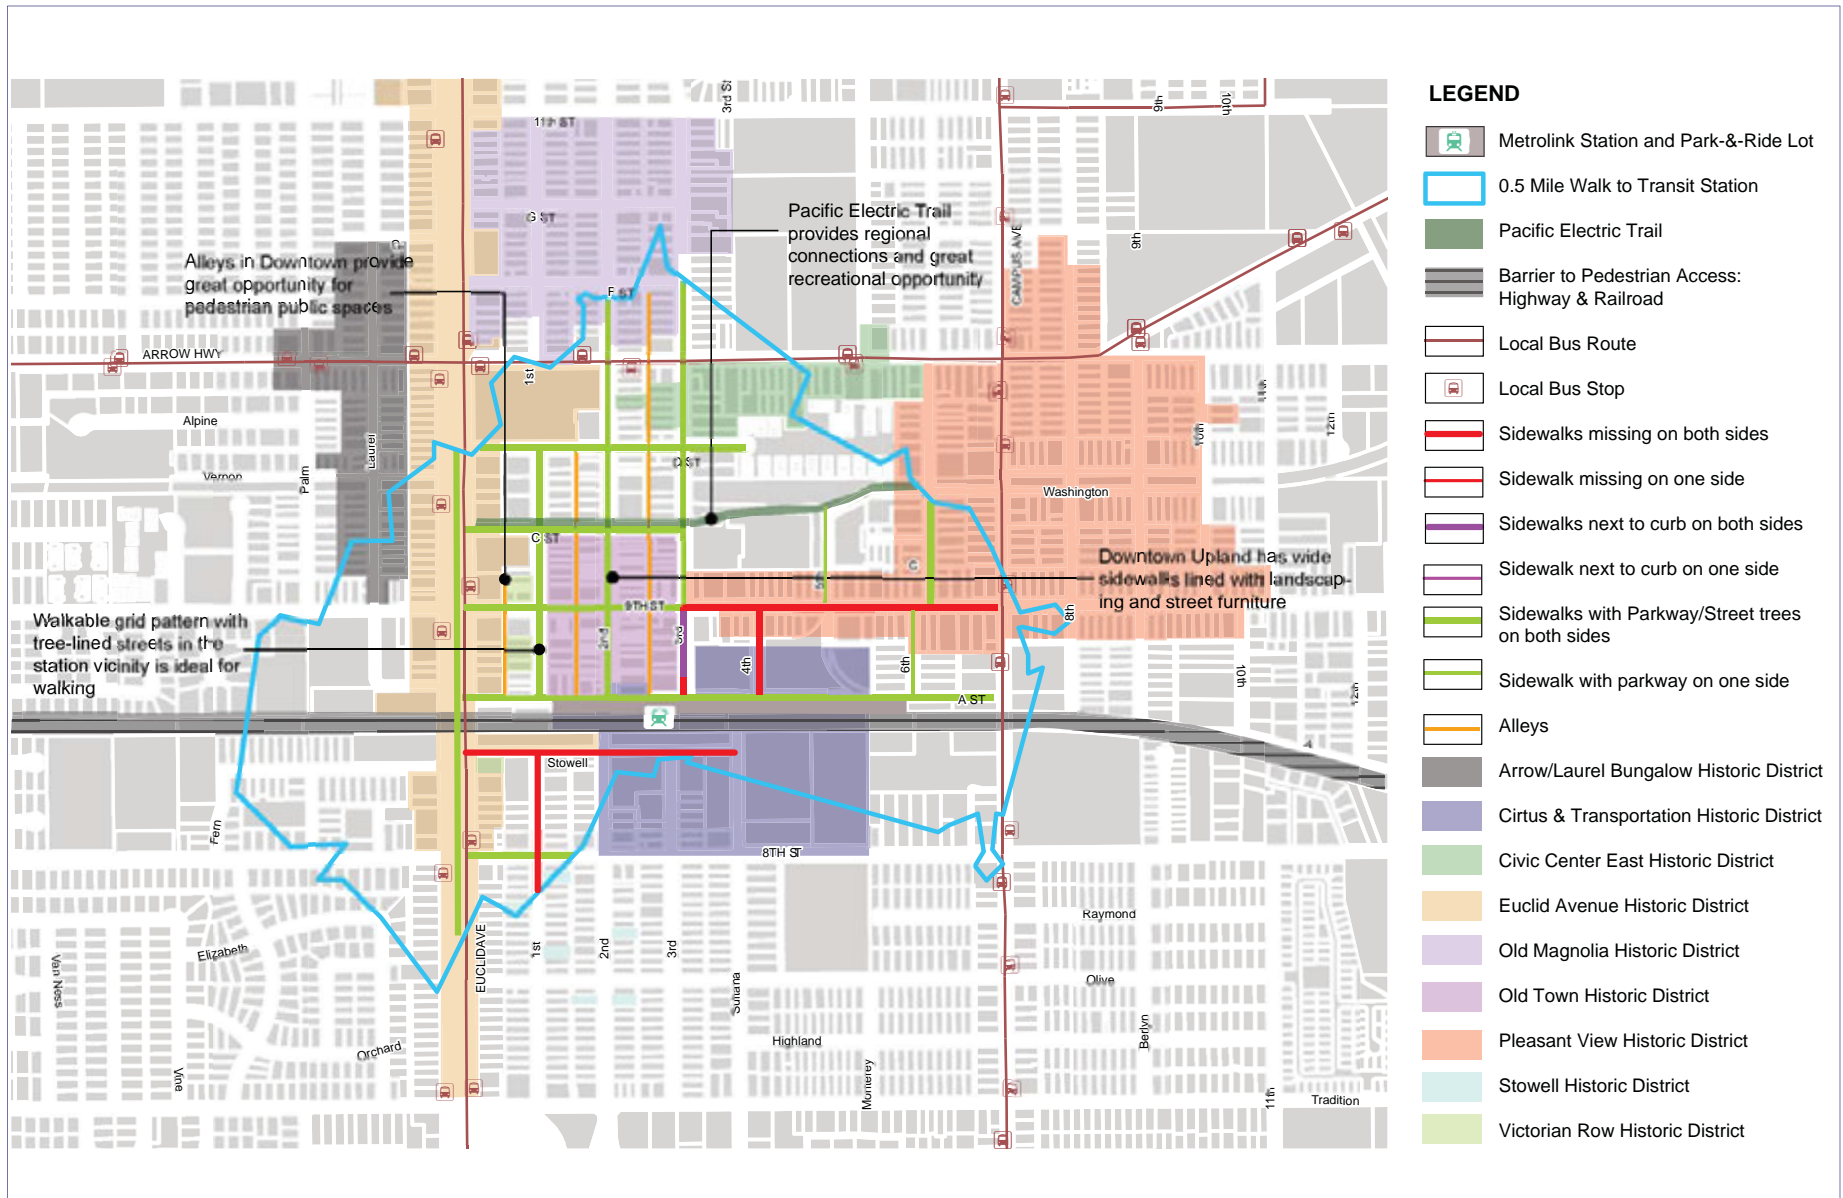 LEGEND
Metrolink Station and Park-&-Ride Lot
0.5 Mile Walk to Transit Station
Pacific Electric Trail
Barrier to Pedestrian Access:
Highway & Railroad
Local Bus Route
Local Bus Stop
Sidewalks missing on both sides
Sidewalk missing on one side
Sidewalks next to curb on both sides
Sidewalk next to curb on one side
Sidewalks with Parkway/Street trees
on both sides
Sidewalk with parkway on one side
Alleys
Arrow/Laurel Bungalow Historic District
Cirtus & Transportation Historic District
Civic Center East Historic District
Euclid Avenue Historic District
Old Magnolia Historic District
Old Town Historic District
Pleasant View Historic District
Stowell Historic District
Victorian Row Historic District
3rd St
9th
10th
11th ST
G ST
Pacific Electric Trail
provides regional
connections and great
recreational opportunity
CAMPUS AVE
9th
Alleys in Downtown provide
great opportunity for
pedestrian public spaces
F ST
ARROW HWY
1st
Alpine
Laurel
10th
11th
12th
Vernon
Palm
D ST
Washington
C ST
Downtown Upland has wide
sidewalks lined with landscap-
ing and street furniture
5th
C
9TH ST
8th
Walkable grid pattern with
tree-lined streets in the
station vicinity is ideal for
walking
2nd
3rd
4th
6th
10th
12th
A ST
Stowell
Fern
8TH ST
Raymond
Elizabeth
Van Ness
EUCLIDAVE
1st
2nd
3rd
Sultana
Olive
Orchard
Vine
Highland
Monterey
Berlyn
11th
Tradition